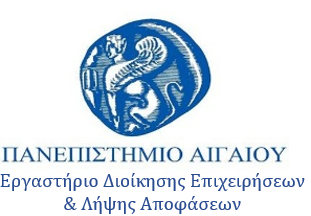 ΠΑΝΕΠΙΣΤΗΜΙΟ ΑΙΓΑΙΟΥ
Εργαστήριο Διοίκησης Επιχειρήσεων
& Λήψης Αποφάσεων